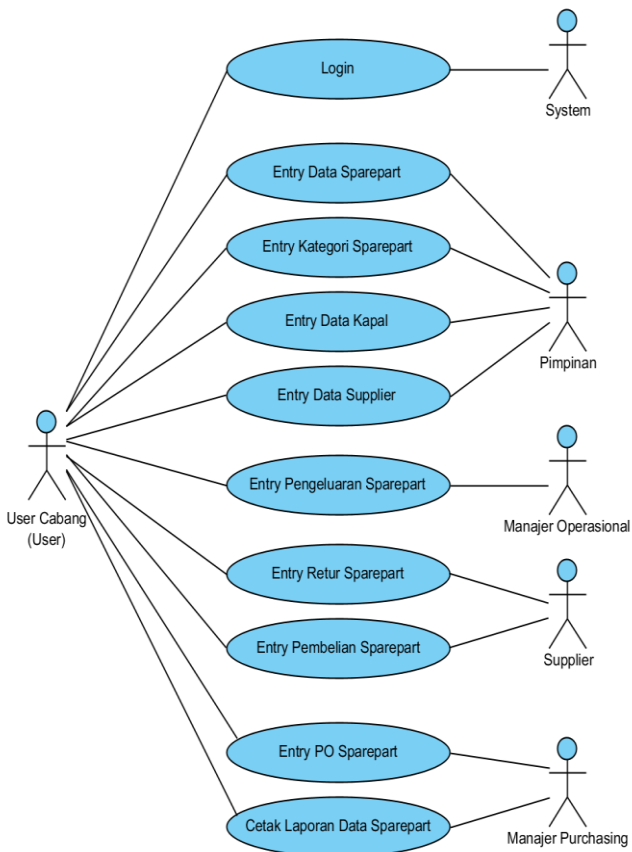 Login
System
Entry Data Sparepart
Entry Kategori Sparepart
Entry Data Kapal
Pimpinan
Entry Data Supplier
User Cabang
(User)
Entry Pengeluaran Sparepart
Manajer Operasional
Entry Retur Sparepart
Entry Pembelian Sparepart
Supplier
Entry PO Sparepart
Cetak Laporan Data Sparepart
Manajer Purchasing